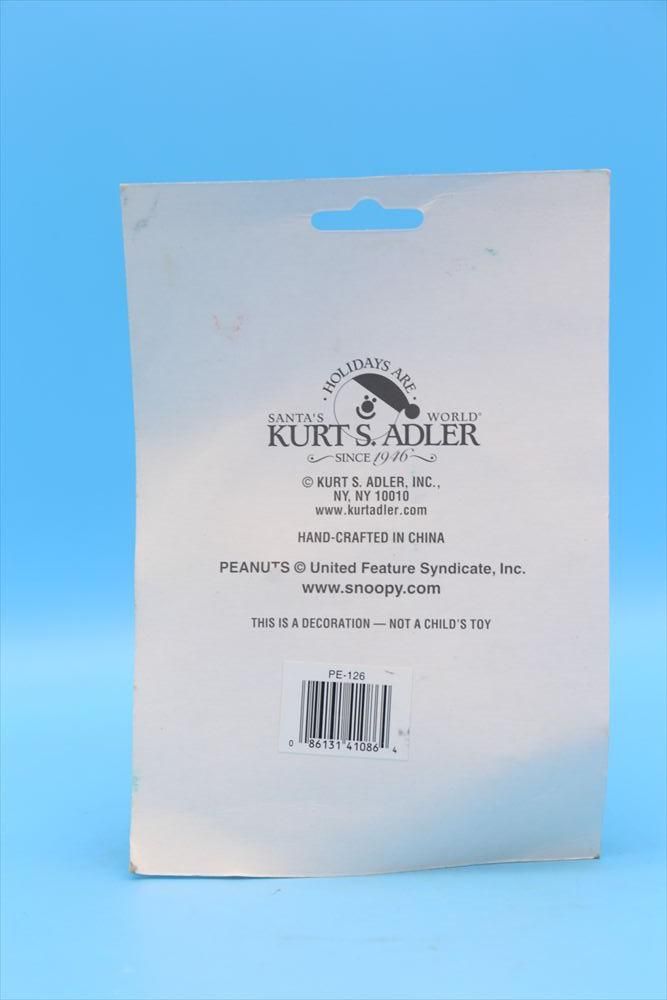 · HOLIDAYS ARE ·
SANTA'S WORLD®
KURT S. ADLER
SINCE 1946
© KURT S. ADLER, INC.,
NY, NY 10010
www.kurtadler.com
HAND-CRAFTED IN CHINA
PEANUTS © United Feature Syndicate, Inc.
www.snoopy.com
THIS IS A DECORATION — NOT A CHILD'S TOY
PE-126
0 86131 41086 4